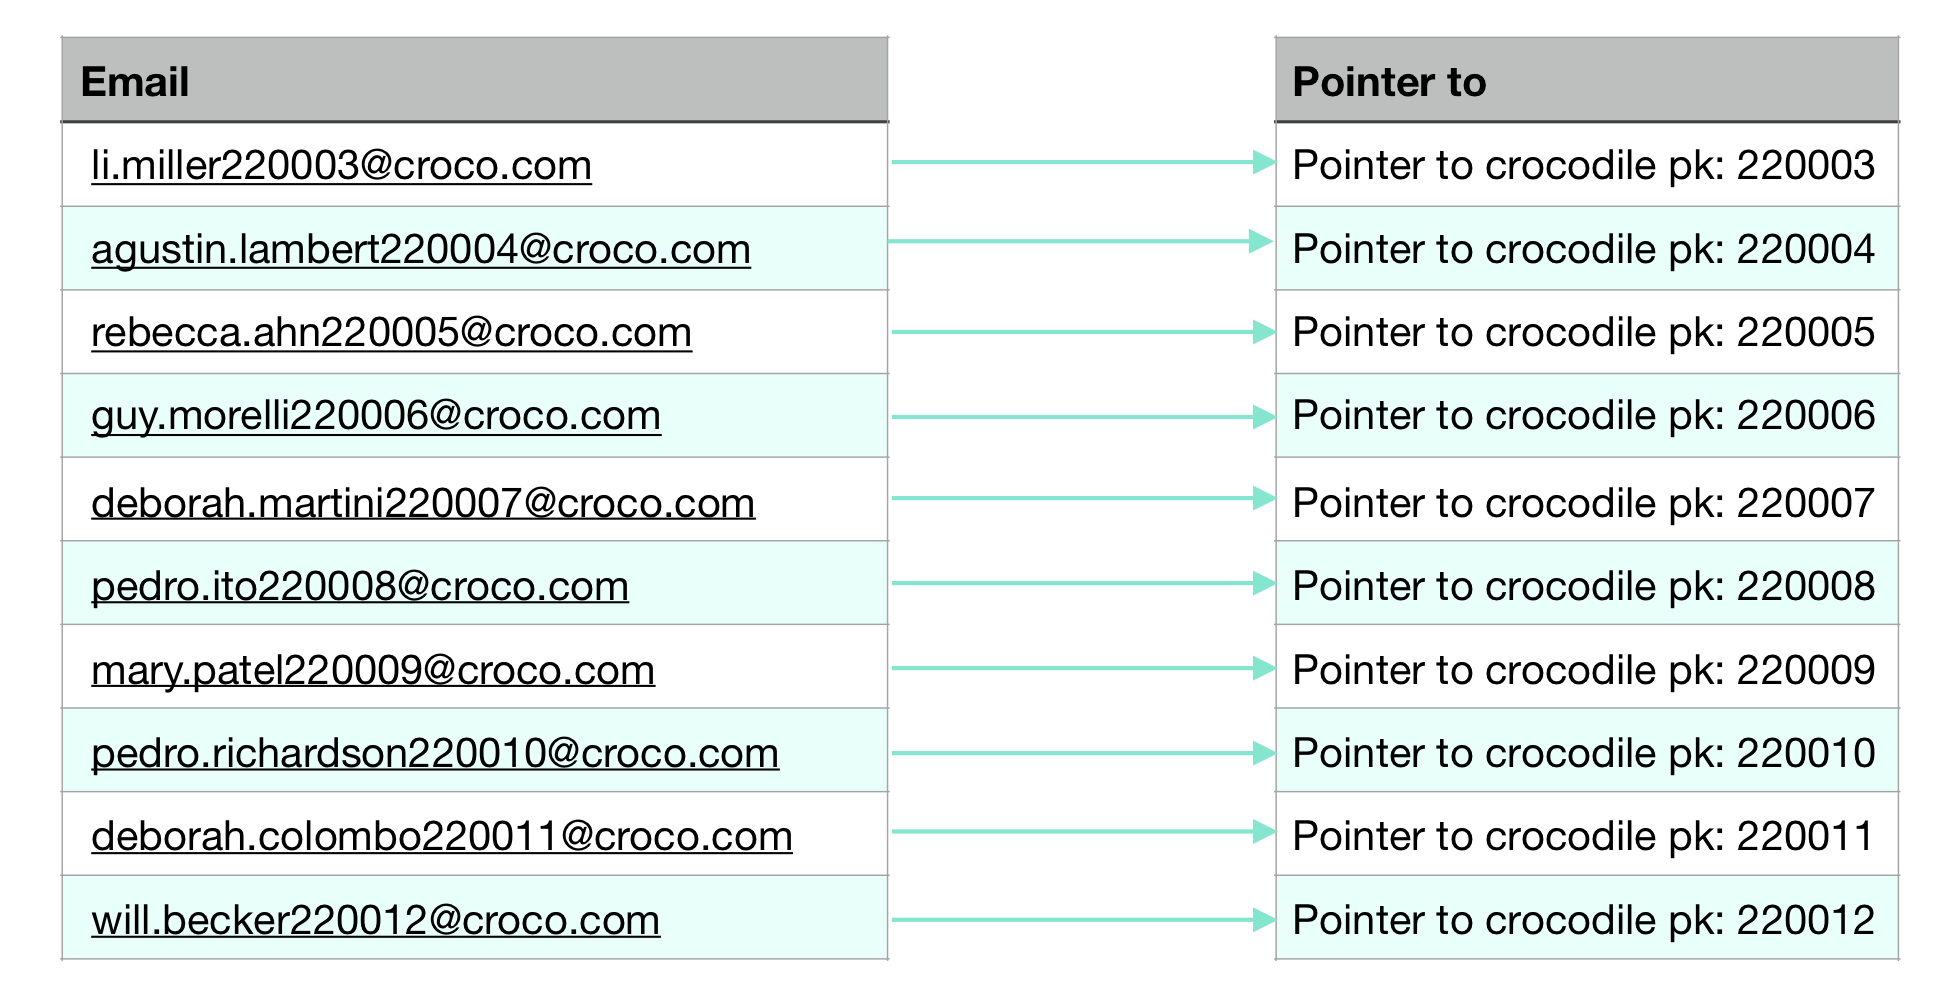 Email Pointer to
li.miller220003@croco.com Pointer to crocodile pk: 220003
agustin.lambert220004@croco.com Pointer to crocodile pk: 220004
rebecca.ahn220005@croco.com Pointer to crocodile pk: 220005
guy.morelli220006@croco.com Pointer to crocodile pk: 220006
deborah.martini220007@croco.com Pointer to crocodile pk: 220007
pedro.ito220008@croco.com Pointer to crocodile pk: 220008
mary.patel220009@croco.com Pointer to crocodile pk: 220009
pedro.richardson220010@croco.com Pointer to crocodile pk: 220010
deborah.colombo220011@croco.com Pointer to crocodile pk: 220011
will.becker220012@croco.com Pointer to crocodile pk: 220012